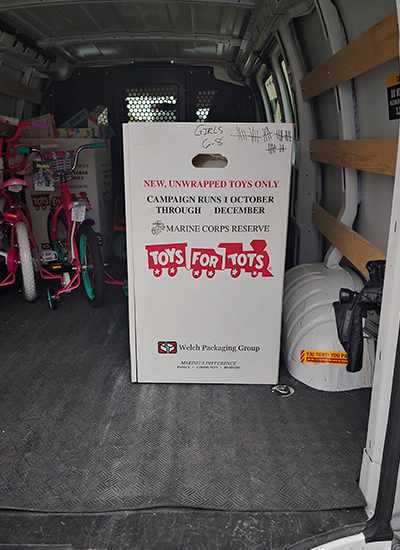 GIRLS
6-8
NEW, UNWRAPPED TOYS ONLY
CAMPAIGN RUNS 1 OCTOBER
THROUGH DECEMBER
MARINE CORPS RESERVE
TOYS FOR TOTS
Welch Packaging Group
MAKING A DIFFERENCE